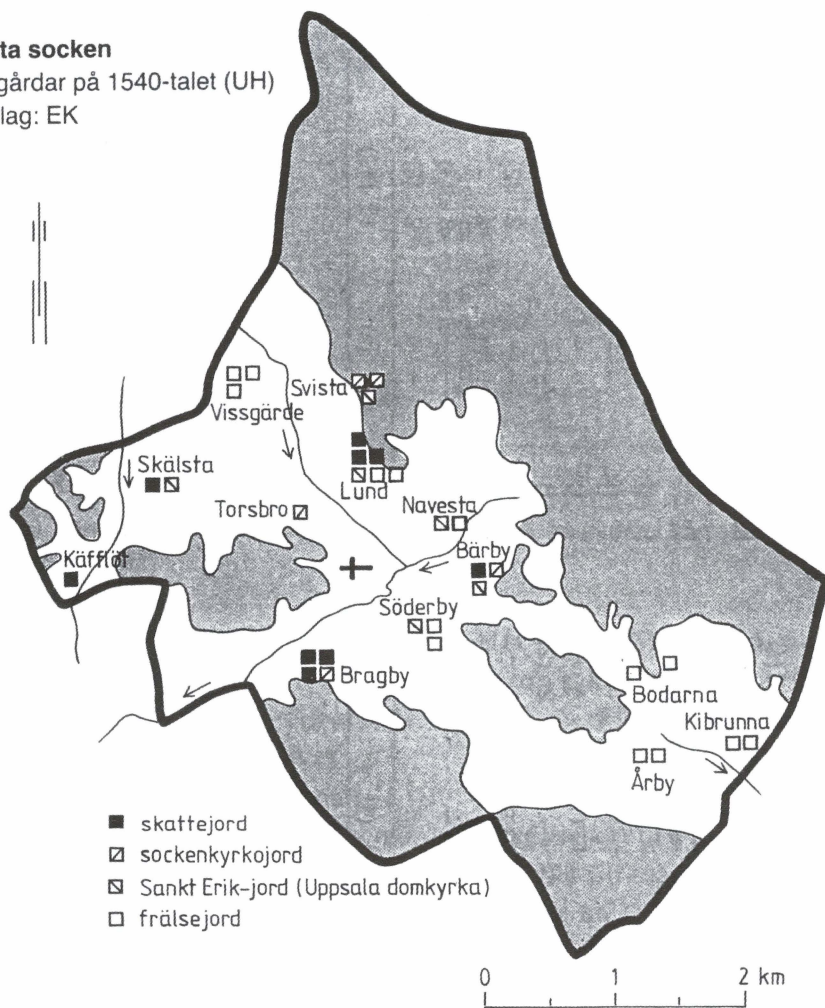 ta socken
gårdar på 1540-talet (UH)
lag: EK
Svista
Vissgärde
Skälsta
Lund
Torsbro
Navesta
Käfflöt
Bärby
Söderby
Bragby
Bodarna
Kibrunna
Årby
skattejord
sockenkyrkojord
Sankt Erik-jord (Uppsala domkyrka)
frälsejord
0 1 2 km